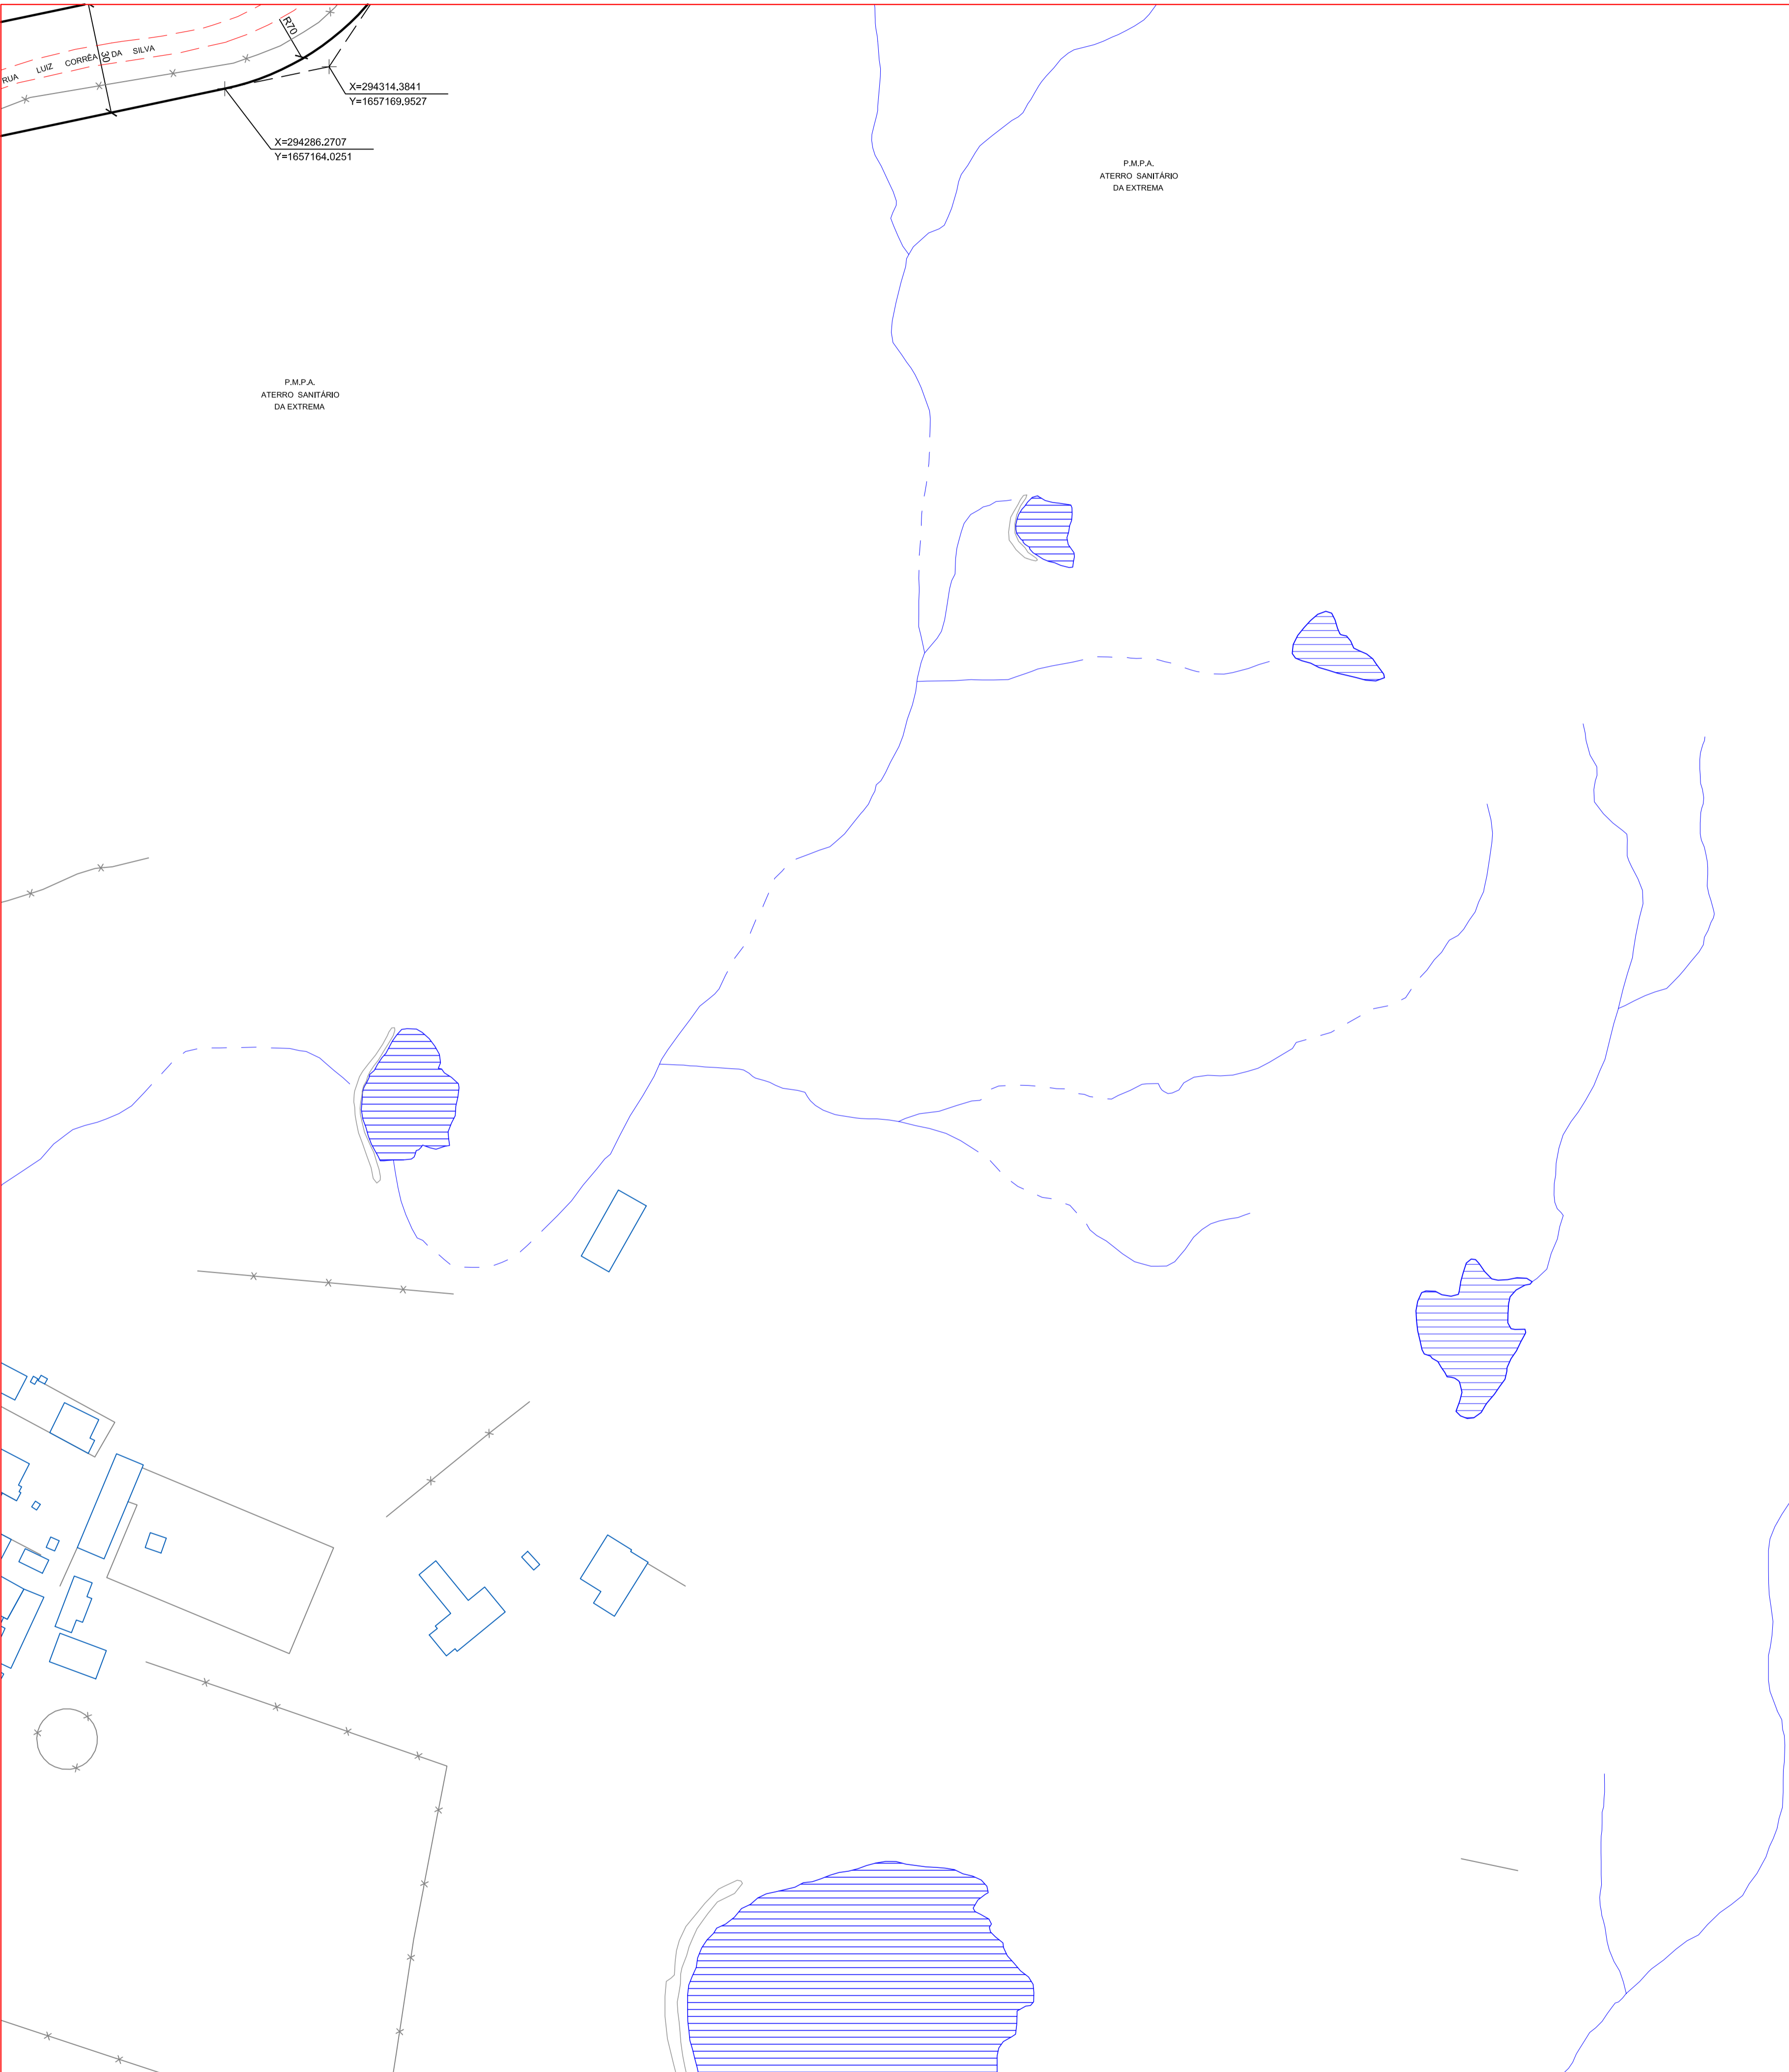 R70
30
RUA LUIZ CORRÊA DA SILVA
X=294314.3841
Y=1657169.9527
X=294286.2707
Y=1657164.0251
P.M.P.A.
ATERRO SANITÁRIO
DA EXTREMA
P.M.P.A.
ATERRO SANITÁRIO
DA EXTREMA